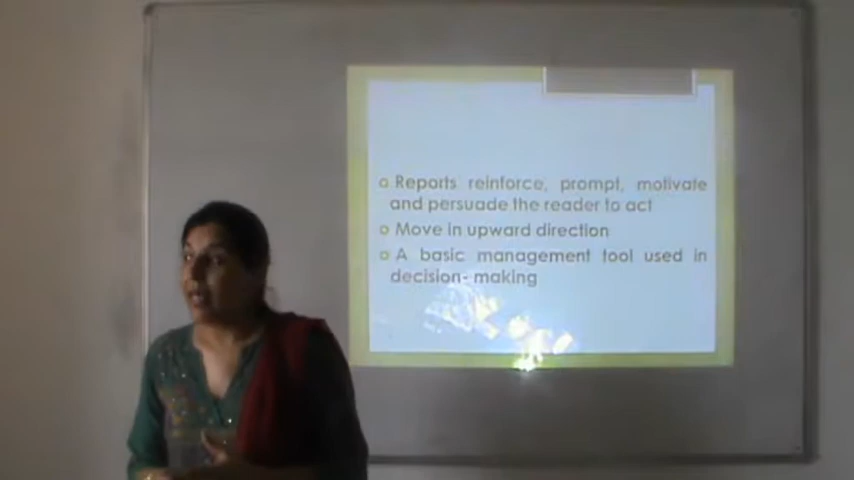 Reports reinforce, prompt, motivate
and persuade the reader to act
Move in upward direction
A basic management tool used in
decision- making